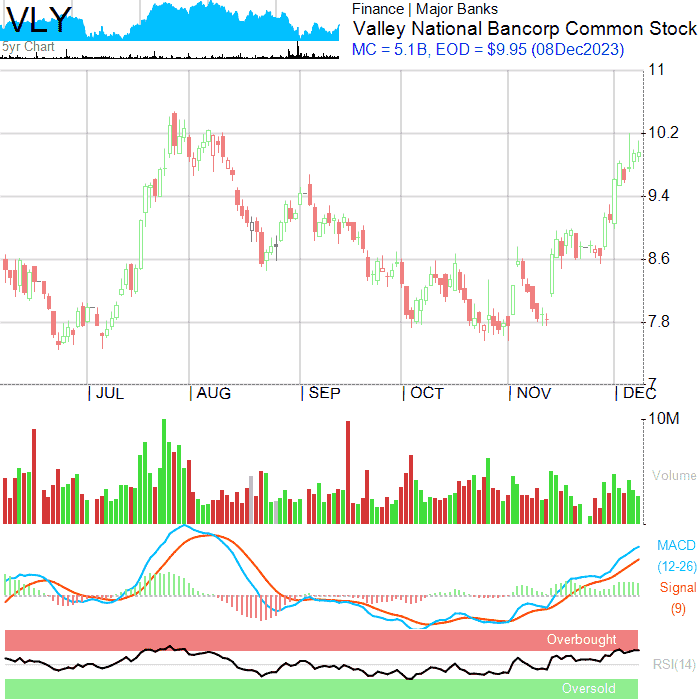 VLY
5yr Chart
Finance | Major Banks
Valley National Bancorp Common Stock
MC = 5.1B, EOD = $9.95 (08Dec2023)
11
10.2
9.4
8.6
7.8
7
| JUL | AUG | SEP | OCT | NOV | DEC
10M
Volume
MACD
(12-26)
Signal
(9)
Overbought
RSI(14)
Oversold